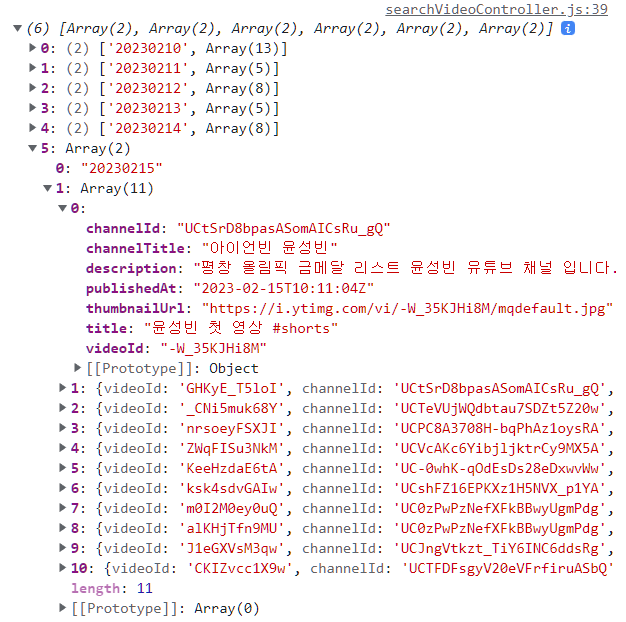 searchVideoController.js:39
(6) [Array(2), Array(2), Array(2), Array(2), Array(2), Array(2)]
0: (2) ['20230210', Array(13)]
1: (2) ['20230211', Array(5)]
2: (2) ['20230212', Array(8)]
3: (2) ['20230213', Array(5)]
4: (2) ['20230214', Array(8)]
5: Array(2)
0: "20230215"
1: Array(11)
0:
channelId: "UCtSrD8bpasASomAICsRu_gQ"
channelTitle: "아이언빈 윤성빈"
description: "평창 올림픽 금메달 리스트 윤성빈 유튜브 채널 입니다.
publishedAt: "2023-02-15T10:11:04Z"
thumbnailUrl: "https://i.ytimg.com/vi/-W_35KJHi8M/mqdefault.jpg"
title: "윤성빈 첫 영상 #shorts"
videoId: "-W_35KJHi8M"
[[Prototype]]: Object
1: {videoId: 'GHKyE_T5loI', channelId: 'UCtSrD8bpasASomAICsRu_gQ',
2: {videoId: '_CNi5muk68Y', channelId: 'UCTeVUjWQdbtau7SDZt5Z20w',
3: {videoId: 'nrsoeyFSXJI', channelId: 'UCPC8A3708H-bqPhAz1oysRA',
4: {videoId: 'ZWqFISu3NkM', channelId: 'UCVcAKc6YibjljktrCy9MX5A',
5: {videoId: 'KeeHzdaE6tA', channelId: 'UC-0whK-qOdEsDs28eDxwvWw',
6: {videoId: 'ksk4sdvGAIw', channelId: 'UCshFZ16EPKXz1H5NVX_p1YA',
7: {videoId: 'm0I2M0ey0uQ', channelId: 'UC0zPwPzNefXFkBBwyUgmPdg',
8: {videoId: 'alKHjTfn9MU', channelId: 'UC0zPwPzNefXFkBBwyUgmPdg',
9: {videoId: 'J1eGXVsM3qw', channelId: 'UCJngVtkzt_TiY6INC6ddsRg',
10: {videoId: 'CKIZvcc1X9w', channelId: 'UCTFDFsgyV20eVFrfiruASbQ'
length: 11
[[Prototype]]: Array(0)